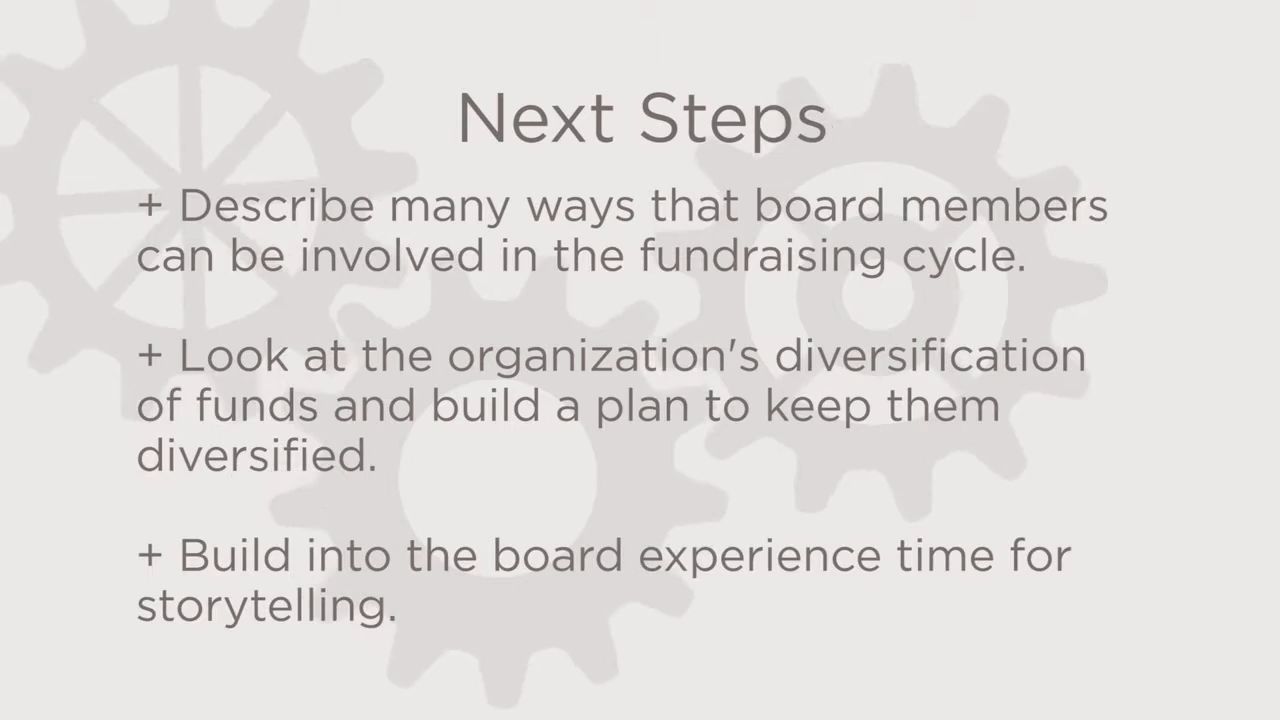 Next Steps
+ Describe many ways that board members
can be involved in the fundraising cycle.
+ Look at the organization's diversification
of funds and build a plan to keep them
diversified.
+ Build into the board experience time for
storytelling.